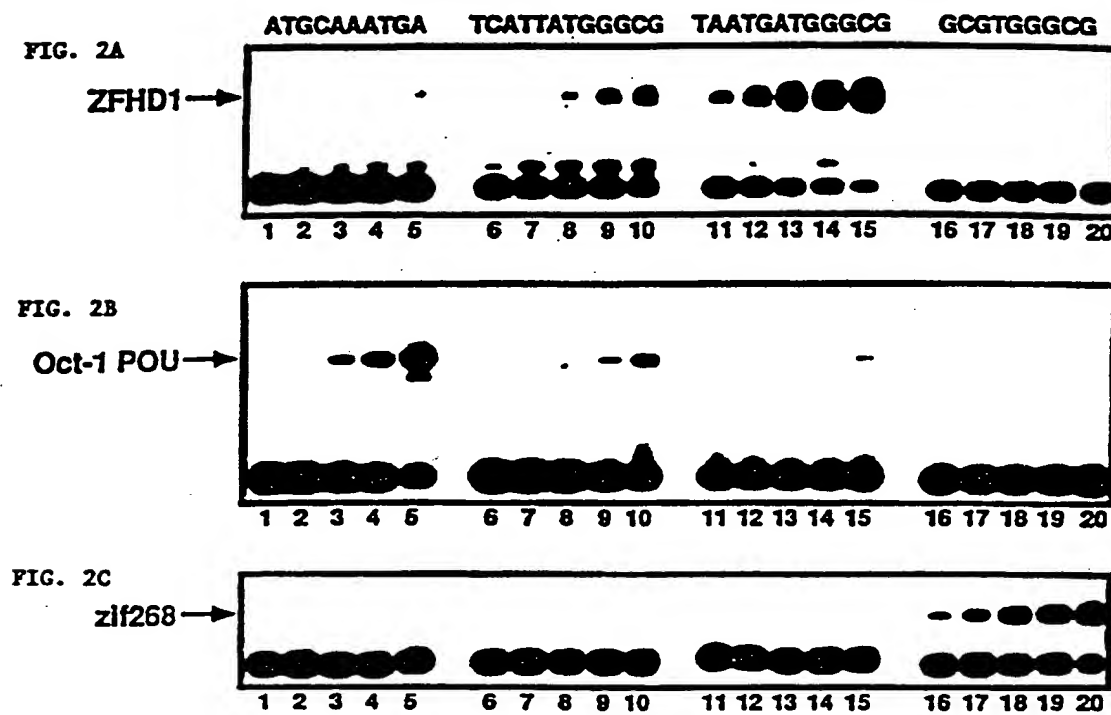 ATGCAAATGA TCATTATGGGCG TAATGATGGGCG GCGTGGGCG
FIG. 2A
ZFHD1
1 2 3 4 5 6 7 8 9 10 11 12 13 14 15 16 17 18 19 20
FIG. 2B
Oct-1 POU
1 2 3 4 5 6 7 8 9 10 11 12 13 14 15 16 17 18 19 20
FIG. 2C
zif268
1 2 3 4 5 6 7 8 9 10 11 12 13 14 15 16 17 18 19 20